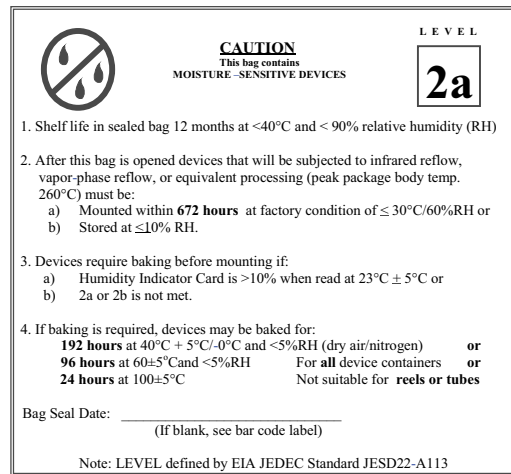 LEVEL
CAUTION
This bag contains
MOISTURE –SENSITIVE DEVICES
2a
1. Shelf life in sealed bag 12 months at <40°C and < 90% relative humidity (RH)
2. After this bag is opened devices that will be subjected to infrared reflow,
vapor-phase reflow, or equivalent processing (peak package body temp.
260°C) must be:
a) Mounted within 672 hours at factory condition of ≤ 30°C/60%RH or
b) Stored at ≤10% RH.
3. Devices require baking before mounting if:
a) Humidity Indicator Card is >10% when read at 23°C ± 5°C or
b) 2a or 2b is not met.
4. If baking is required, devices may be baked for:
192 hours at 40°C + 5°C/-0°C and <5%RH (dry air/nitrogen) or
96 hours at 60±5°Cand <5%RH For all device containers or
24 hours at 100±5°C Not suitable for reels or tubes
Bag Seal Date: ______________________________
(If blank, see bar code label)
Note: LEVEL defined by EIA JEDEC Standard JESD22-A113